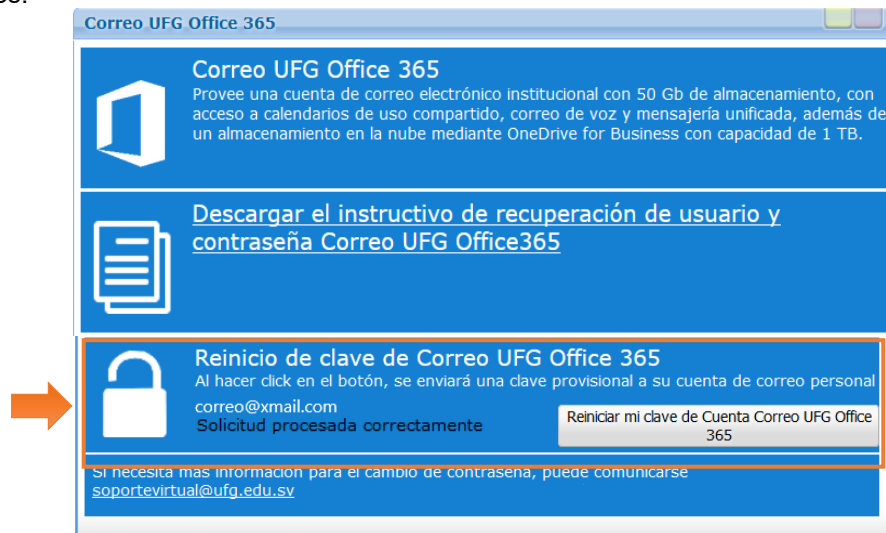 Correo UFG Office 365
Correo UFG Office 365
Provee una cuenta de correo electrónico institucional con 50 Gb de almacenamiento, con
acceso a calendarios de uso compartido, correo de voz y mensajería unificada, además de
un almacenamiento en la nube mediante OneDrive for Business con capacidad de 1 TB.
Descargar el instructivo de recuperación de usuario y
contraseña Correo UFG Office365
Reinicio de clave de Correo UFG Office 365
Al hacer click en el botón, se enviará una clave provisional a su cuenta de correo personal
correo@xmail.com
Solicitud procesada correctamente
Reiniciar mi clave de Cuenta Correo UFG Office
365
Si necesita más información para el cambio de contraseña, puede comunicarse
soportevirtual@ufg.edu.sv